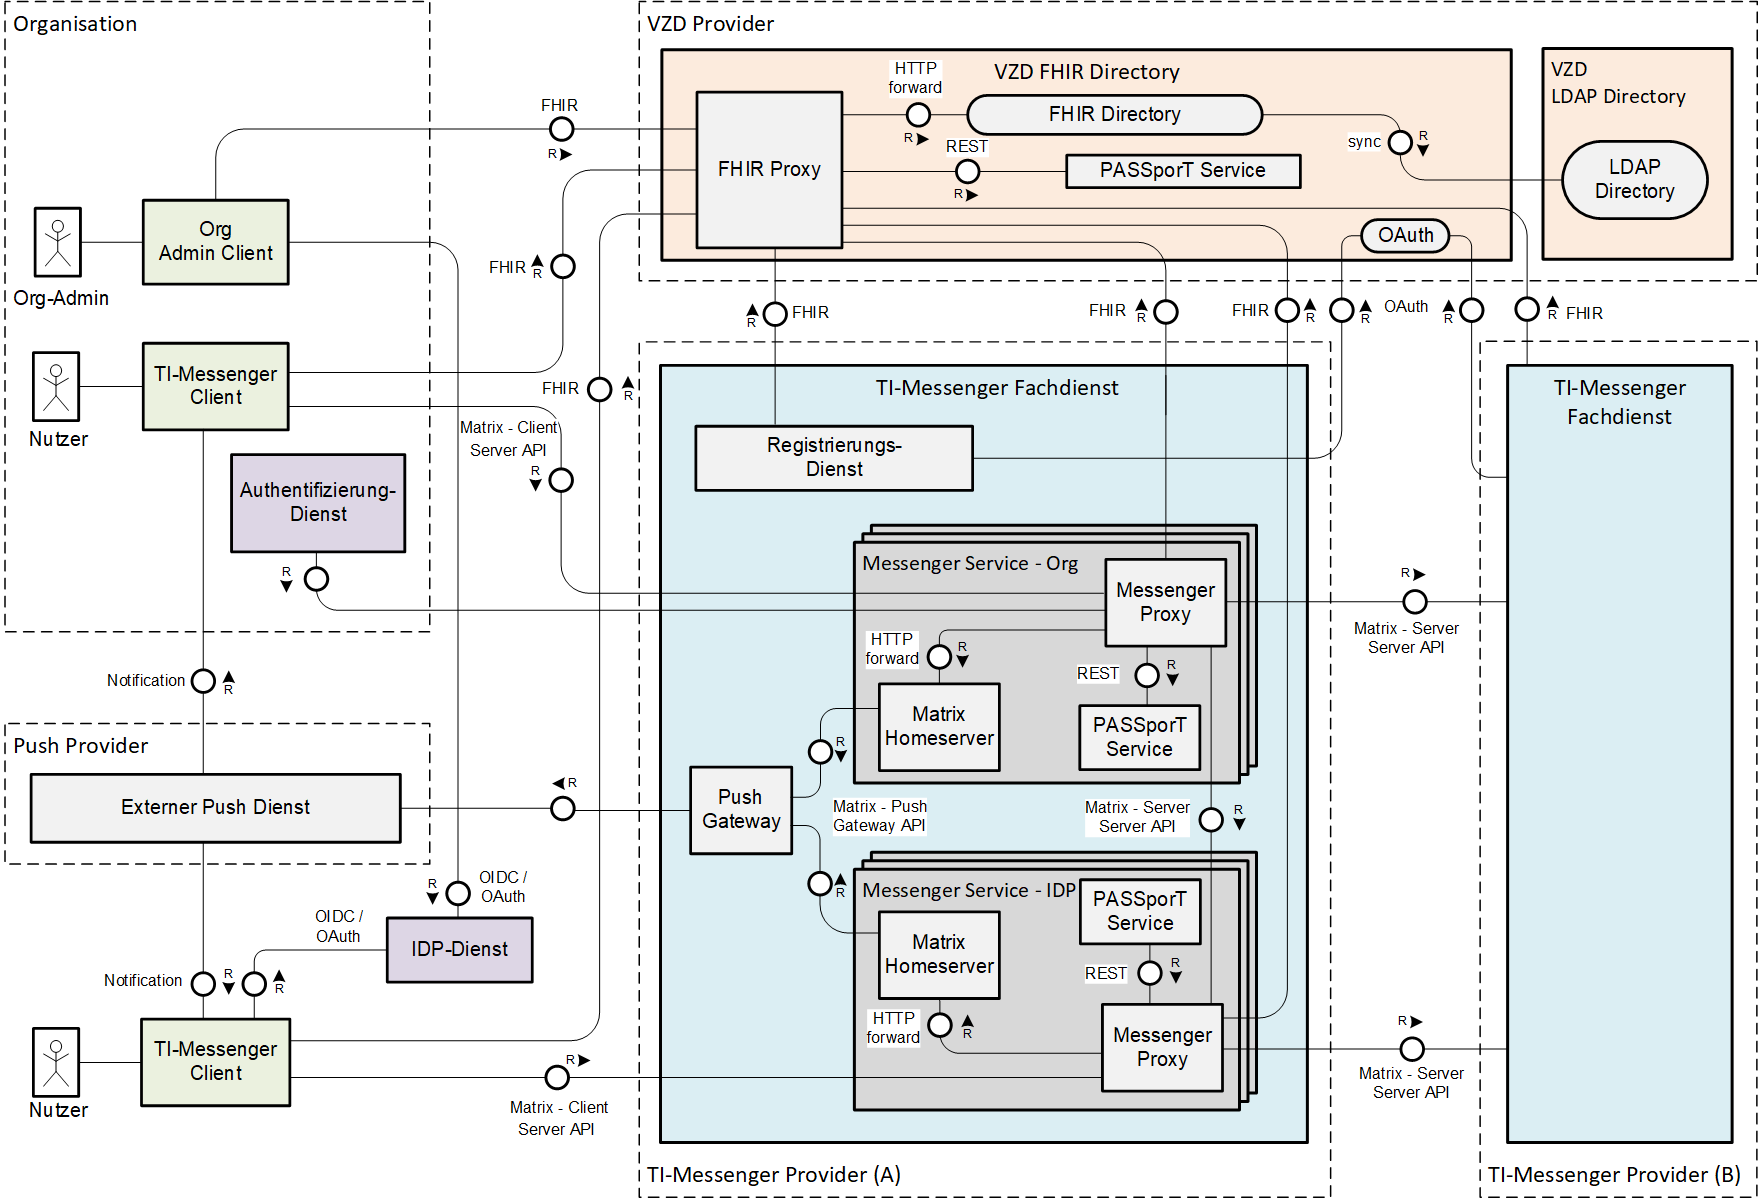 Organisation
VZD Provider
VZD FHIR Directory
HTTP
forward
R
FHIR Directory
FHIR Proxy
REST
R
PASSporT Service
sync
R
OAuth
VZD
LDAP Directory
LDAP
Directory
FHIR
R
Org
Admin Client
Org-Admin
FHIR
R
TI-Messenger
Client
Nutzer
FHIR
R
R
FHIR
FHIR
R
FHIR
R
R
OAuth
R
R
FHIR
Matrix - Client
Server API
R
Authentifizierung-
Dienst
R
TI-Messenger Fachdienst
Registrierungs-
Dienst
TI-Messenger
Fachdienst
Messenger Service - Org
Messenger
Proxy
HTTP
forward
R
REST
R
Matrix
Homeserver
PASSporT
Service
R
Matrix - Server
Server API
Notification
R
Push Provider
Externer Push Dienst
R
Push
Gateway
R
Matrix - Push
Gateway API
R
Matrix - Server
Server API
R
Messenger Service - IDP
PASSporT
Service
Matrix
Homeserver
REST
R
HTTP
forward
R
Messenger
Proxy
R
Matrix - Server
Server API
R
OIDC /
OAuth
OIDC /
OAuth
IDP-Dienst
Notification
R
R
TI-Messenger
Client
Nutzer
R
Matrix - Client
Server API
TI-Messenger Provider (A)
TI-Messenger Provider (B)